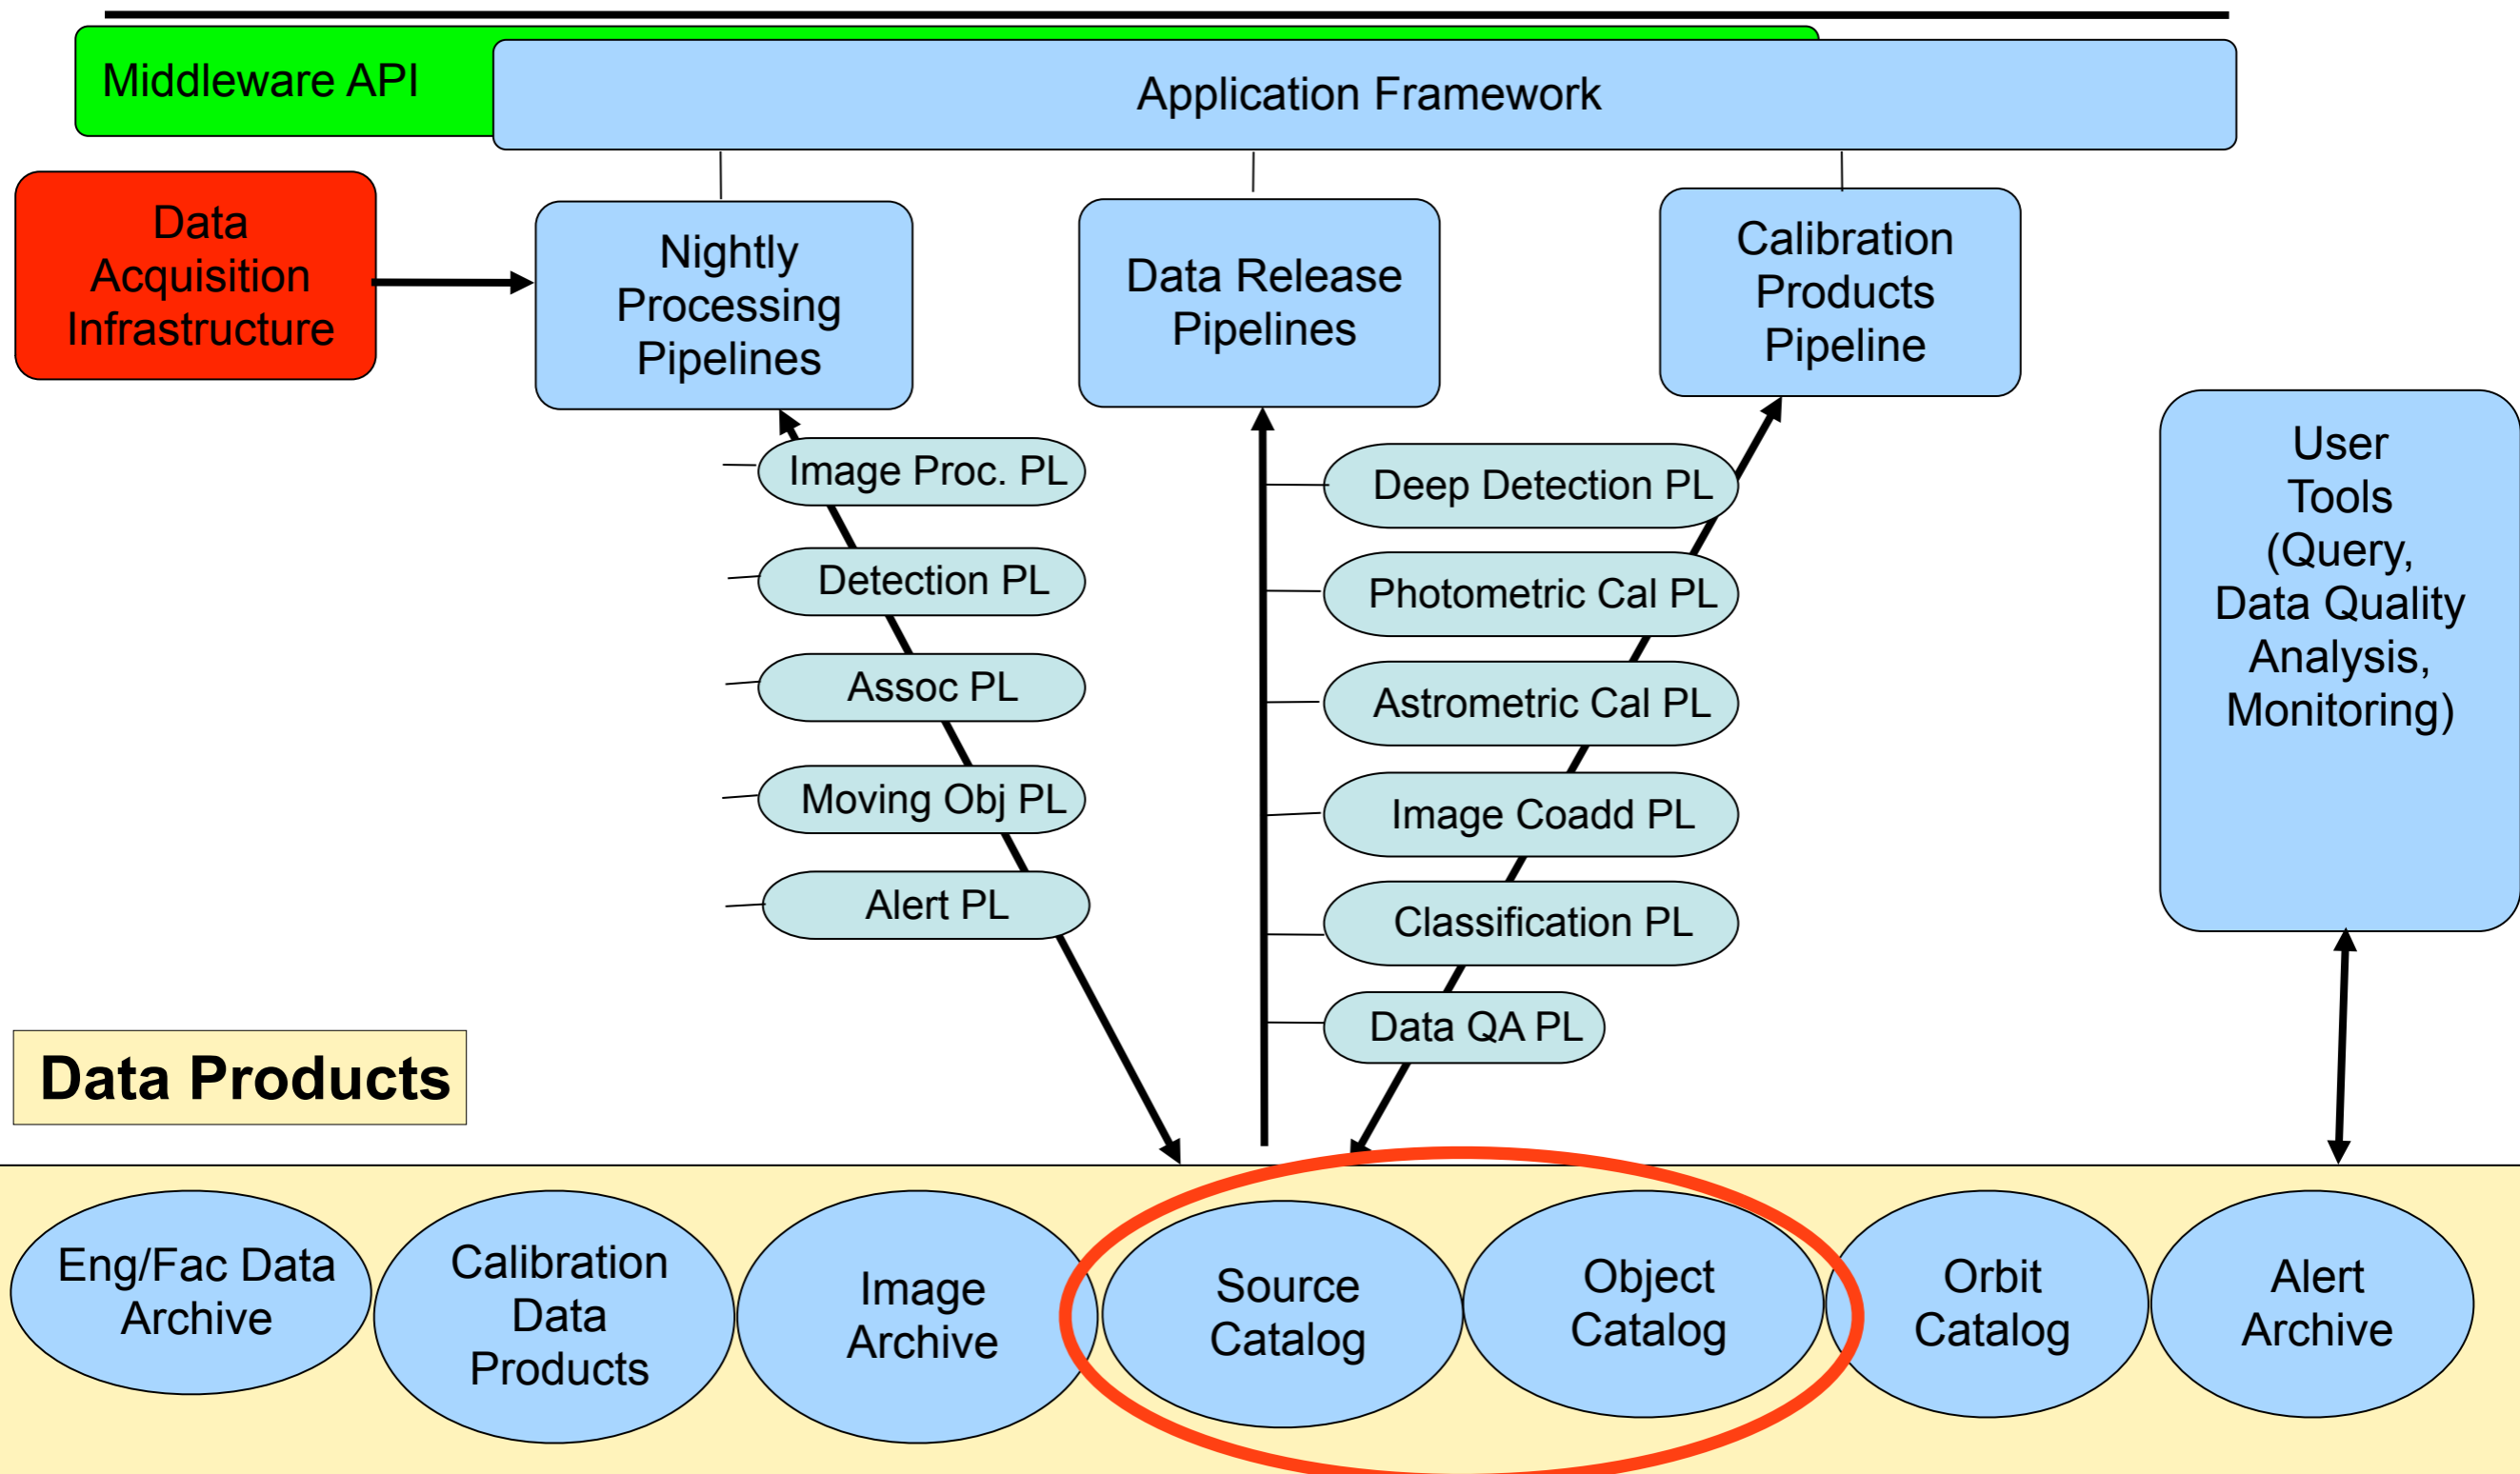 Middleware API
Application Framework
Data
Acquisition
Infrastructure
Nightly
Processing
Pipelines
Data Release
Pipelines
Calibration
Products
Pipeline
User
Tools
(Query,
Data Quality
Analysis,
Monitoring)
Image Proc. PL
Detection PL
Assoc PL
Moving Obj PL
Alert PL
Deep Detection PL
Photometric Cal PL
Astrometric Cal PL
Image Coadd PL
Classification PL
Data QA PL
Data Products
Eng/Fac Data
Archive
Calibration
Data
Products
Image
Archive
Source
Catalog
Object
Catalog
Orbit
Catalog
Alert
Archive